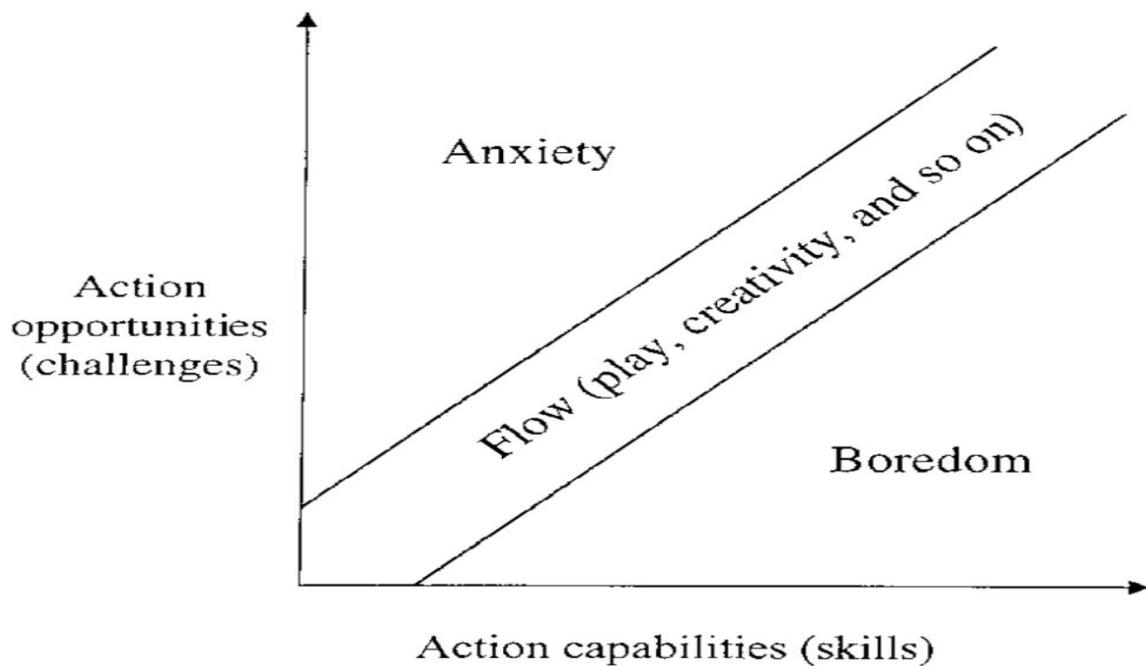 Anxiety
Action
opportunities
(challenges)
Flow (play, creativity, and so on)
Boredom
Action capabilities (skills)